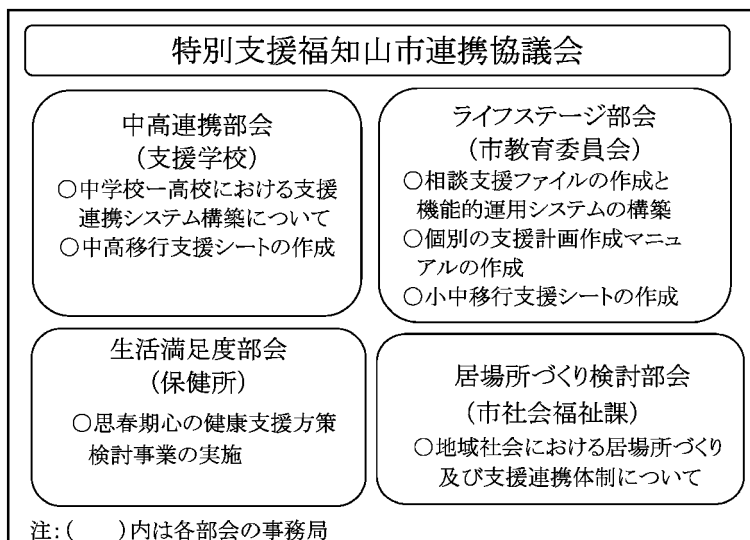 特別支援福知山市連携協議会
中高連携部会
(支援学校)
○中学校ー高校における支援
連携システム構築について
○中高移行支援シートの作成
ライフステージ部会
(市教育委員会)
○相談支援ファイルの作成と
機能的運用システムの構築
○個別の支援計画作成マニュ
アルの作成
○小中移行支援シートの作成
生活満足度部会
(保健所)
○思春期心の健康支援方策
検討事業の実施
居場所づくり検討部会
(市社会福祉課)
○地域社会における居場所づくり
及び支援連携体制について
注:(　　)内は各部会の事務局